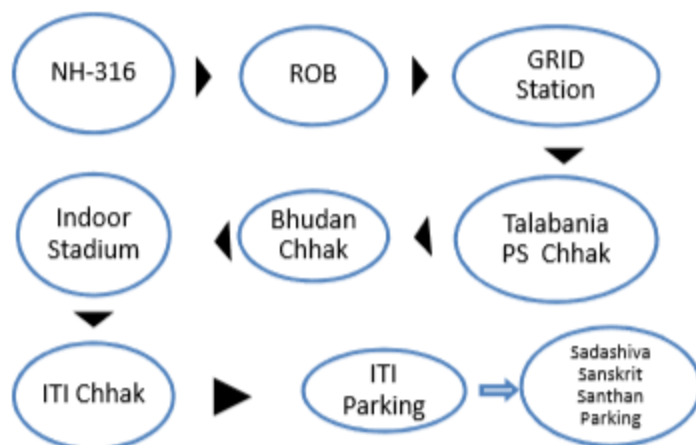 NH-316
ROB
GRID
Station
Talabania
PS Chhak
Bhudan
Chhak
Indoor
Stadium
ITI Chhak
ITI
Parking
Sadashiva
Sanskrit
Santhan
Parking